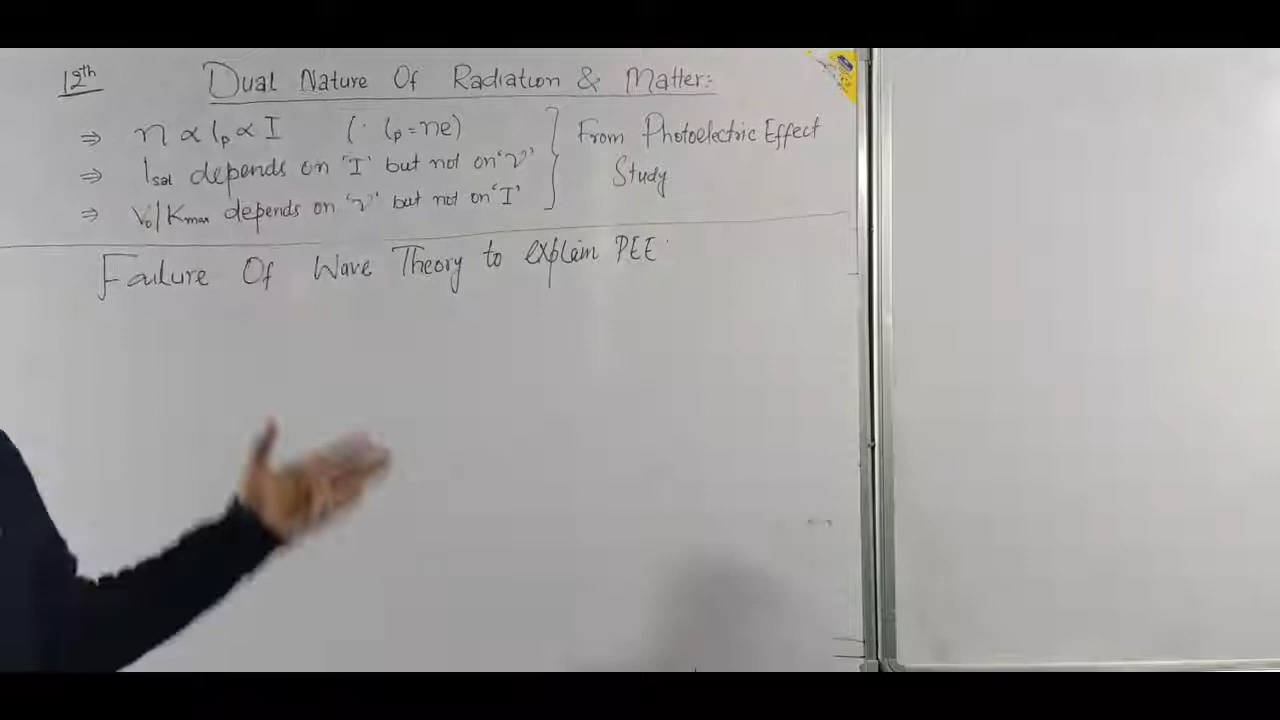 12th
Dual Nature Of Radiation & Matter:-
⇒ n ∝ ip ∝ I (∵ ip = ne)
⇒ Isat depends on 'I' but not on 'ν'
⇒ V₀/Kmax depends on 'ν' but not on 'I'
From Photoelectric Effect
Study
Failure Of Wave Theory to explain PEE